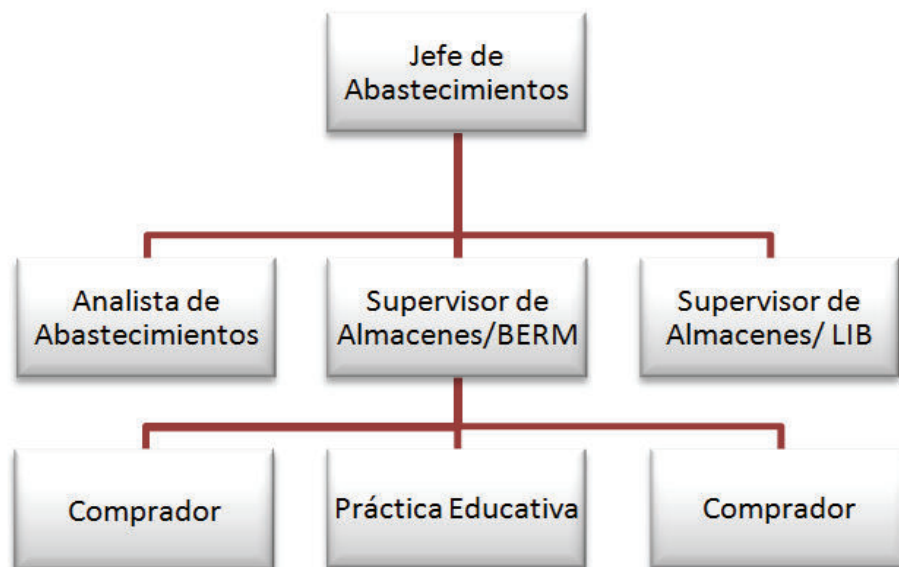 Jefe de
Abastecimientos
Analista de
Abastecimientos
Supervisor de
Almacenes/BERM
Supervisor de
Almacenes/ LIB
Comprador
Práctica Educativa
Comprador